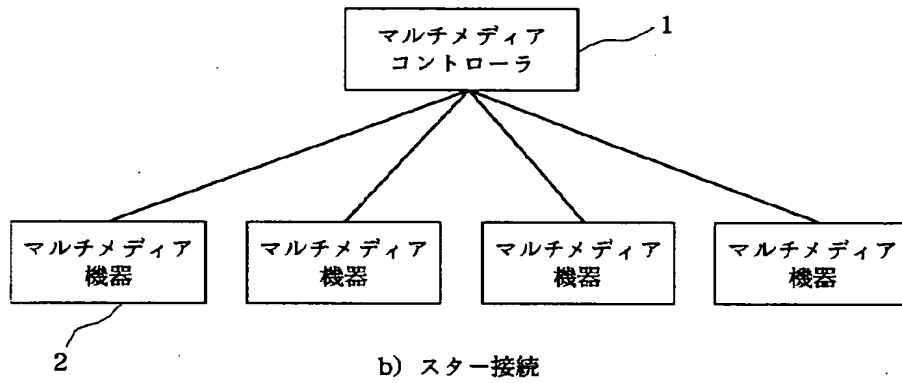 マルチメディア
コントローラ
1
マルチメディア
機器
マルチメディア
機器
マルチメディア
機器
マルチメディア
機器
2
b) スター接続